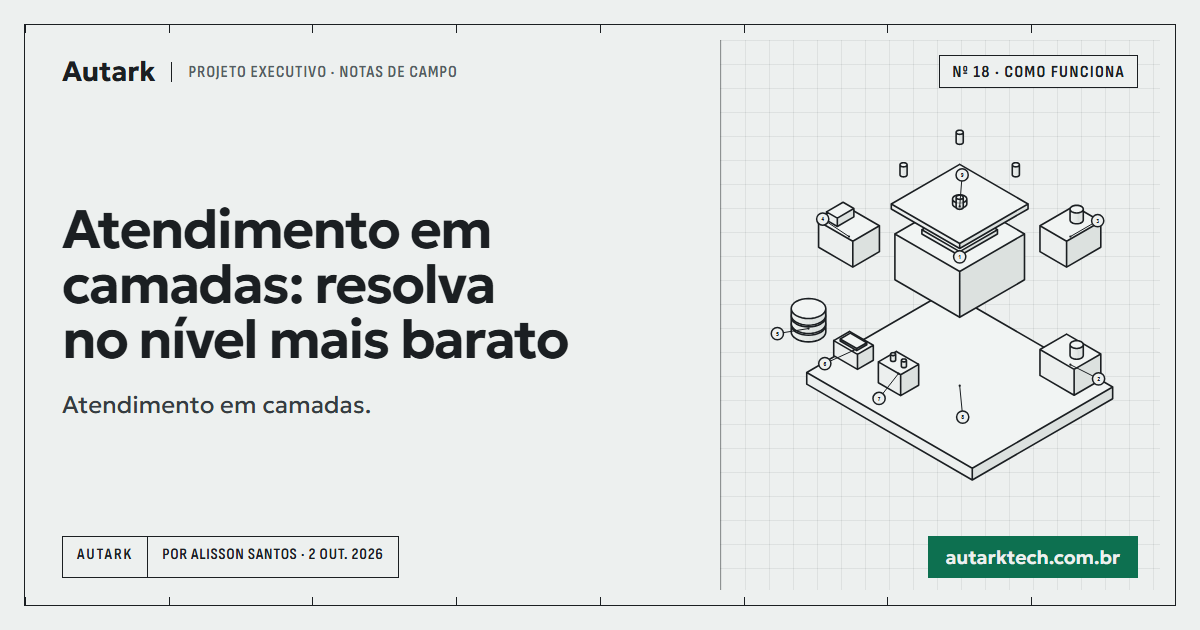 Autark
PROJETO EXECUTIVO · NOTAS DE CAMPO
Nº 18 · COMO FUNCIONA
Atendimento em
camadas: resolva
no nível mais barato
Atendimento em camadas.
AUTARK
POR ALISSON SANTOS · 2 OUT. 2026
autarktech.com.br